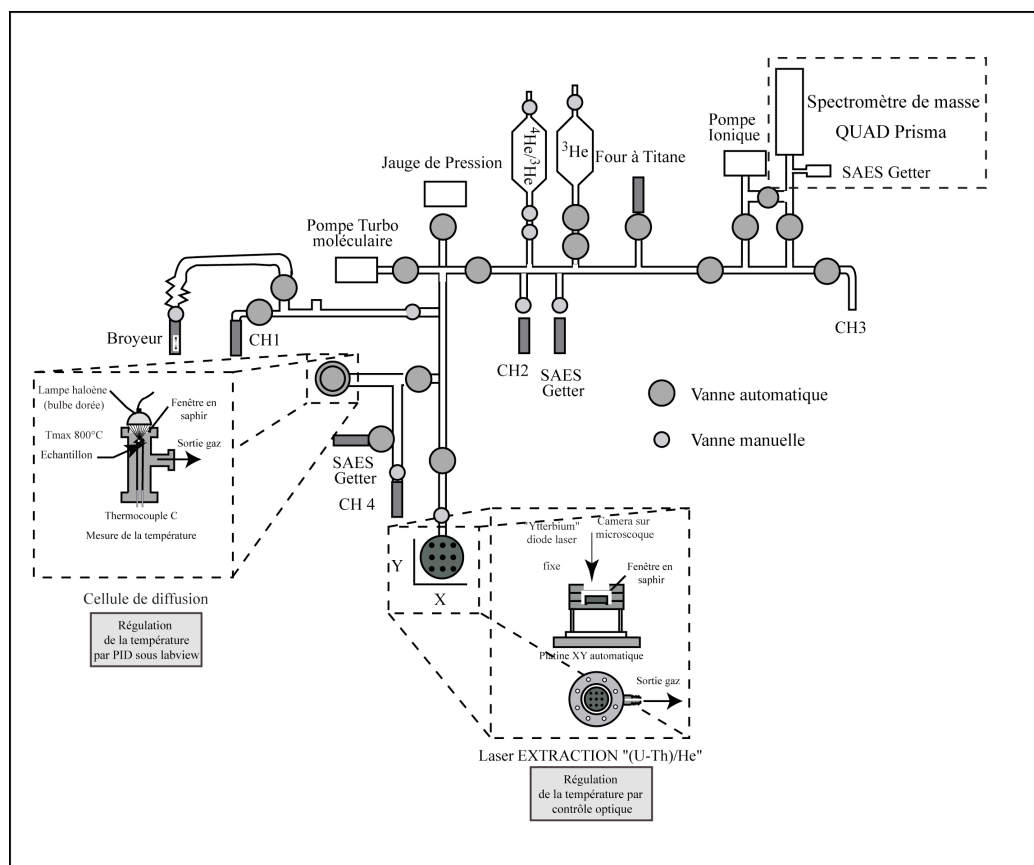 Spectromètre de masse
QUAD Prisma
SAES Getter
Pompe
Ionique
Four à Titane
³He
⁴He/³He
Jauge de Pression
Pompe Turbo
moléculaire
Broyeur
CH1
CH2
SAES
Getter
CH3
Vanne automatique
Vanne manuelle
Lampe haloène
(bulbe dorée)
Fenêtre en
saphir
Tmax 800°C
Echantillon
Sortie gaz
Thermocouple C
Mesure de la température
Cellule de diffusion
Régulation
de la température
par PID sous labview
SAES
Getter
CH 4
Y
X
"Ytterbium"
diode laser
Camera sur
microscoque
fixe
Fenêtre en
saphir
Platine XY automatique
Sortie gaz
Laser EXTRACTION "(U-Th)/He"
Régulation
de la température par
contrôle optique